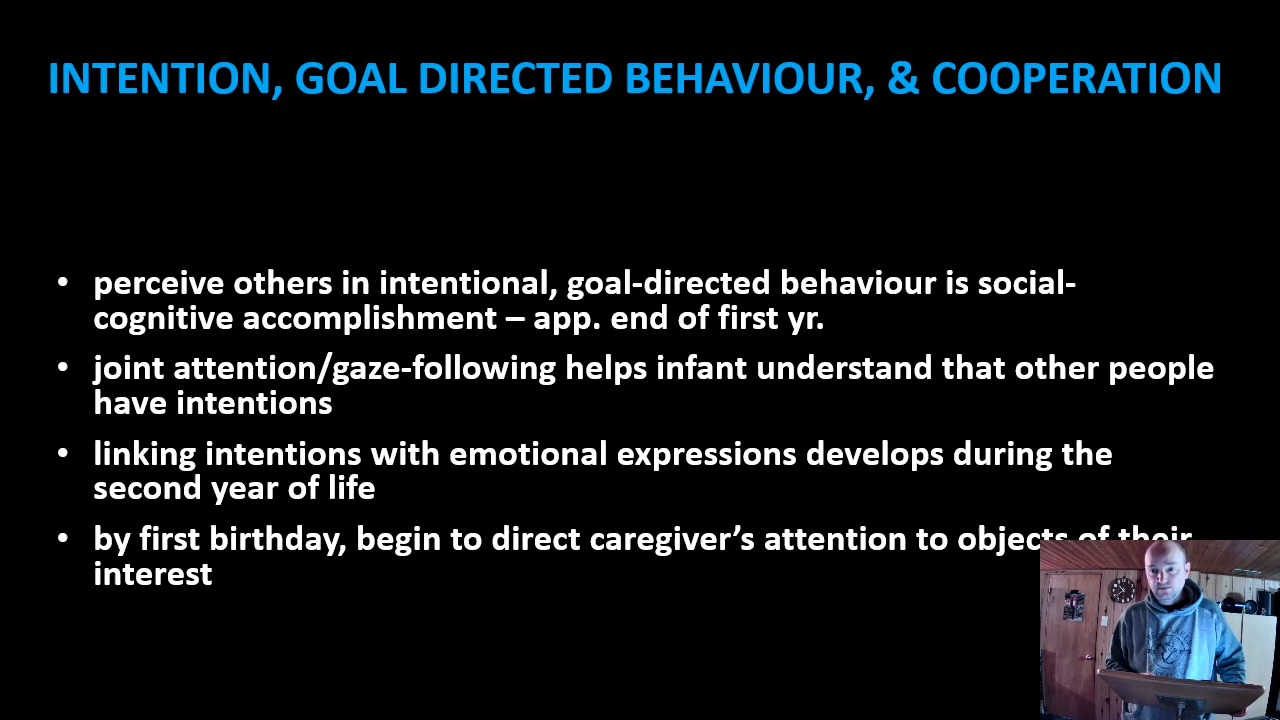 INTENTION, GOAL DIRECTED BEHAVIOUR, & COOPERATION
• perceive others in intentional, goal-directed behaviour is social-
cognitive accomplishment – app. end of first yr.
• joint attention/gaze-following helps infant understand that other people
have intentions
• linking intentions with emotional expressions develops during the
second year of life
• by first birthday, begin to direct caregiver’s attention to objects of their
interest